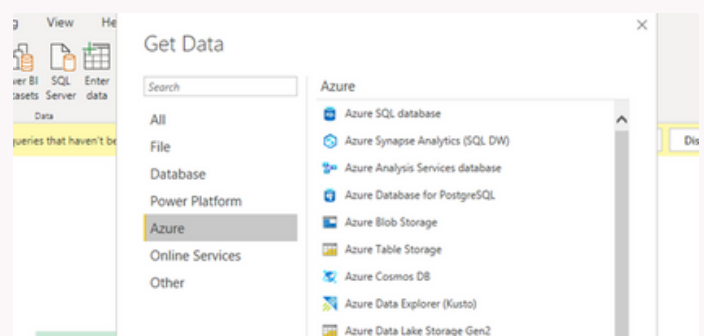 View He
Get Data
ver BI SQL Enter
tasets Server data
Data
queries that haven't be
Search
All
File
Database
Power Platform
Azure
Online Services
Other
Azure
Azure SQL database
Azure Synapse Analytics (SQL DW)
Azure Analysis Services database
Azure Database for PostgreSQL
Azure Blob Storage
Azure Table Storage
Azure Cosmos DB
Azure Data Explorer (Kusto)
Azure Data Lake Storage Gen2
Dis